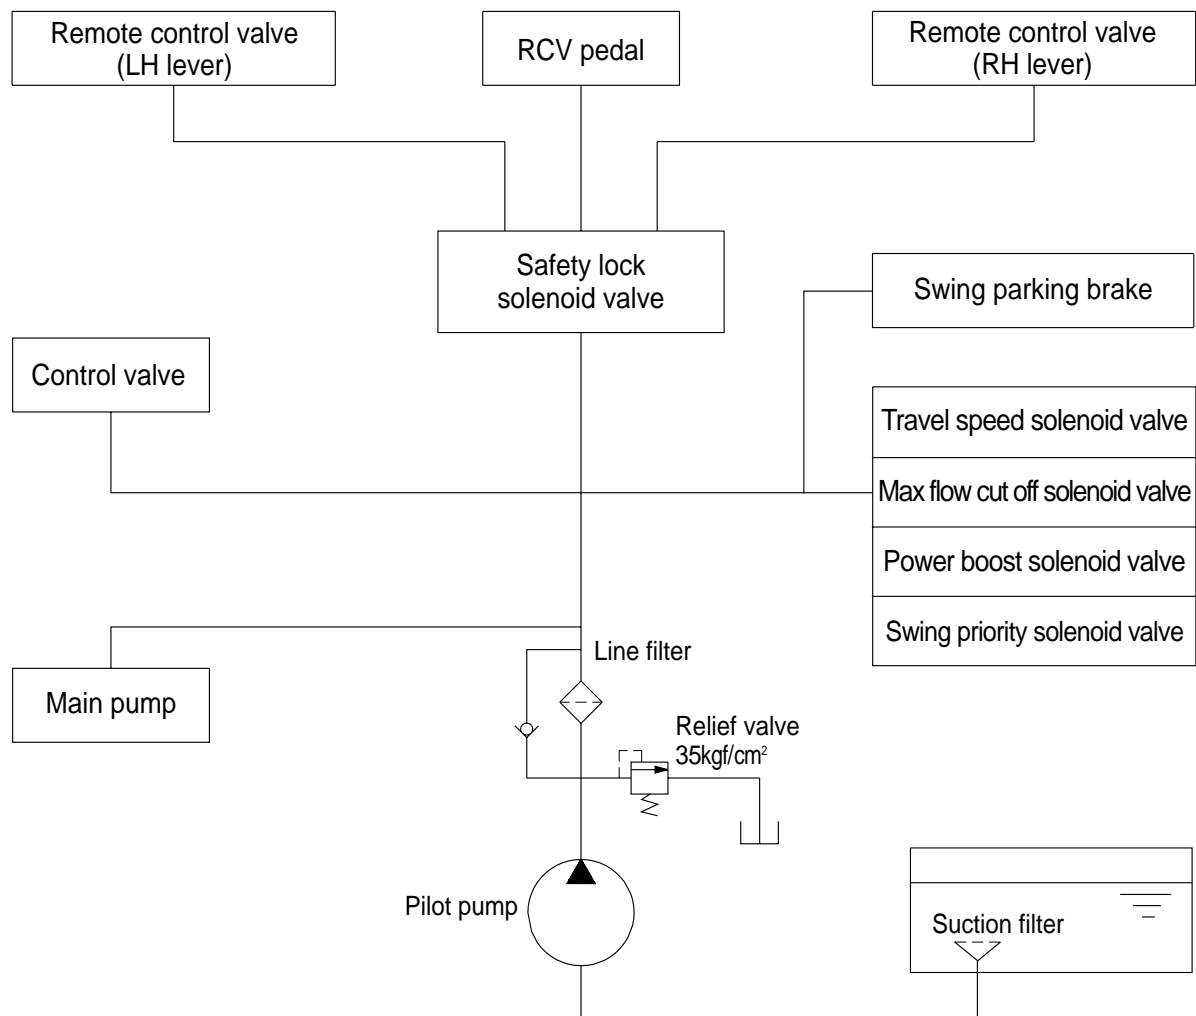 Remote control valve
(LH lever)
RCV pedal
Remote control valve
(RH lever)
Safety lock
solenoid valve
Swing parking brake
Control valve
Travel speed solenoid valve
Max flow cut off solenoid valve
Power boost solenoid valve
Swing priority solenoid valve
Line filter
Main pump
Relief valve
35kgf/cm²
Pilot pump
Suction filter